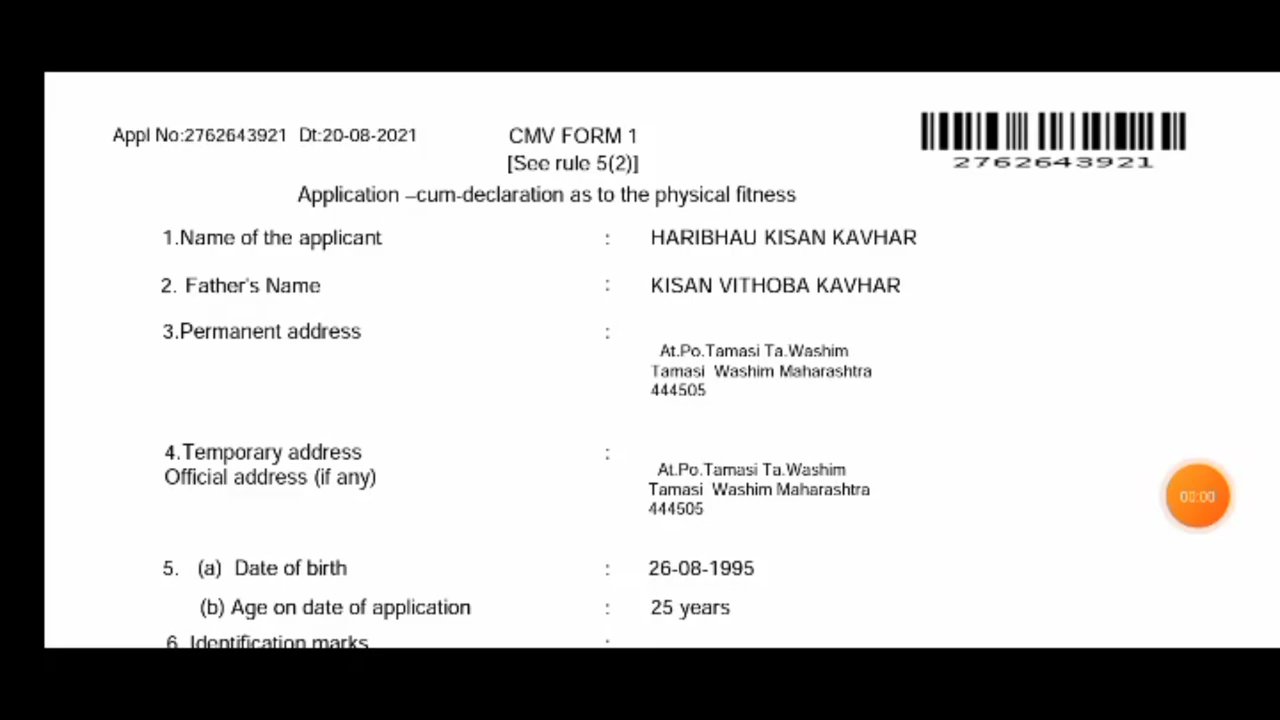 Appl No:2762643921 Dt:20-08-2021
CMV FORM 1
2762643921
[See rule 5(2)]
Application –cum-declaration as to the physical fitness
1.Name of the applicant : HARIBHAU KISAN KAVHAR
2. Father's Name : KISAN VITHOBA KAVHAR
3.Permanent address :
At.Po.Tamasi Ta.Washim
Tamasi Washim Maharashtra
444505
4.Temporary address :
Official address (if any)
At.Po.Tamasi Ta.Washim
Tamasi Washim Maharashtra
444505
00:00
5. (a) Date of birth : 26-08-1995
(b) Age on date of application : 25 years
6. Identification marks :